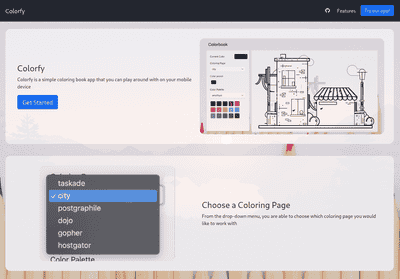 Colorfy
Features
Try our app!
Colorfy
Colorfy is a simple coloring book app that you can play around with on your mobile
device
Get Started
Colorbook
taskade
✓ city
postgraphile
dojo
gopher
hostgator
Color Palette
Choose a Coloring Page
From the drop-down menu, you are able to choose which coloring page you would
like to work with